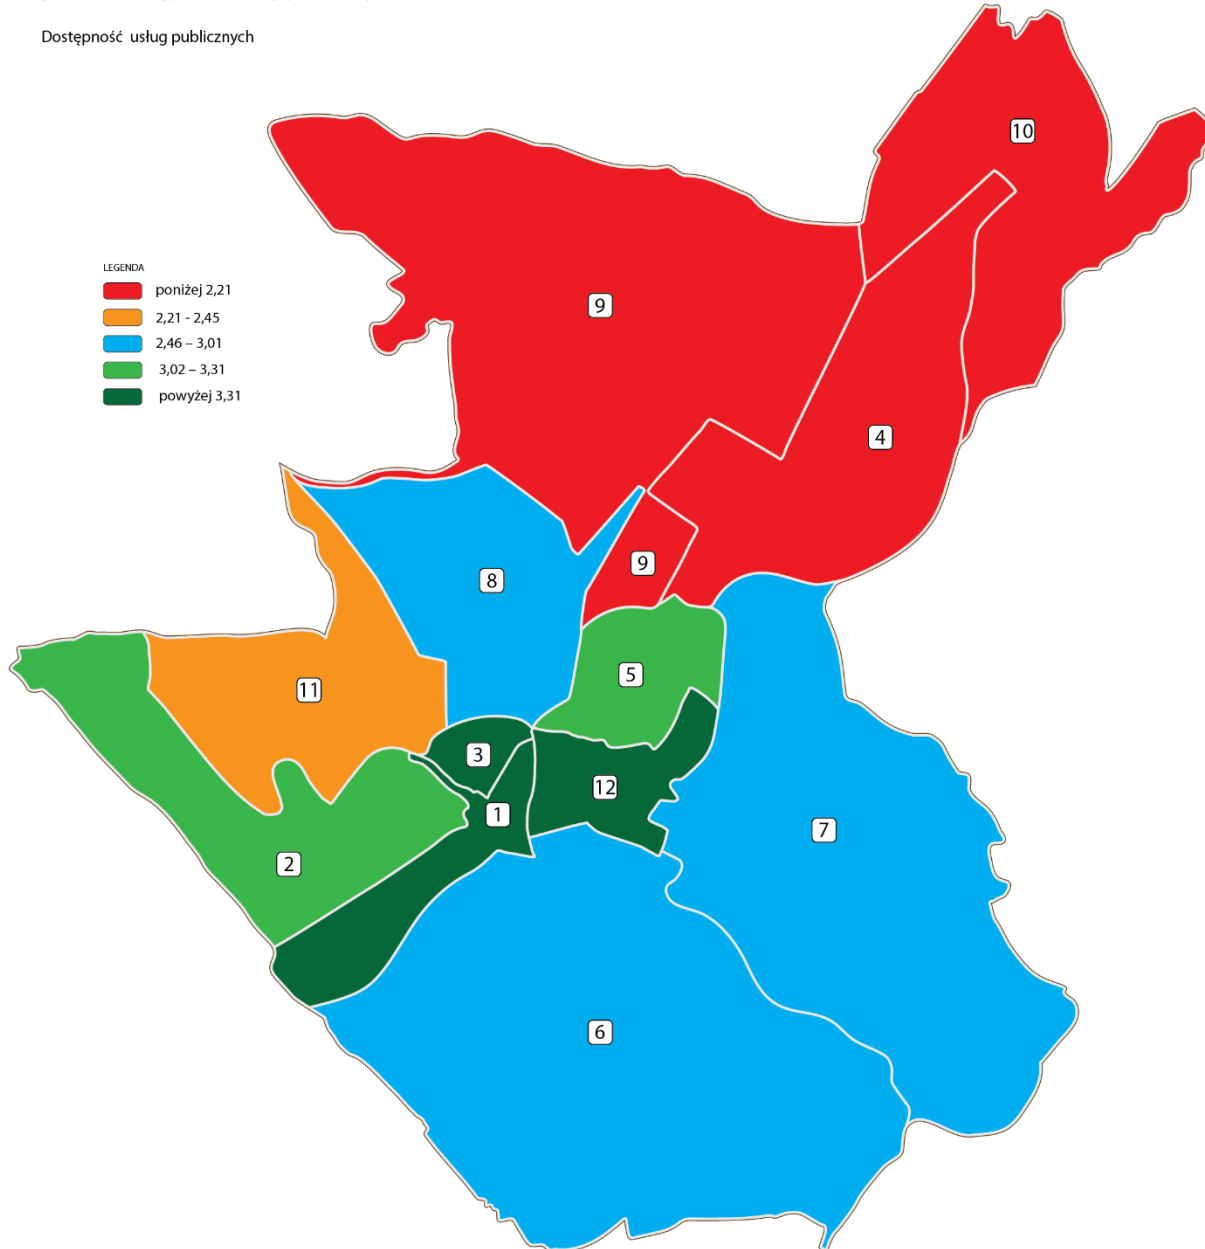 Dostępność usług publicznych
10
LEGENDA
poniżej 2,21
2,21 - 2,45
2,46 – 3,01
3,02 – 3,31
powyżej 3,31
9
4
9
8
5
11
3
12
1
7
2
6